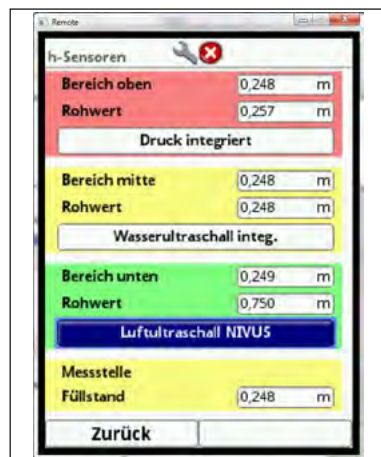 Remote
h-Sensoren
Bereich oben 0,248 m
Rohwert 0,257 m
Druck integriert
Bereich mitte 0,248 m
Rohwert 0,248 m
Wasserultraschall integ.
Bereich unten 0,249 m
Rohwert 0,750 m
Luftultraschall NIVUS
Messstelle
Füllstand 0,248 m
Zurück